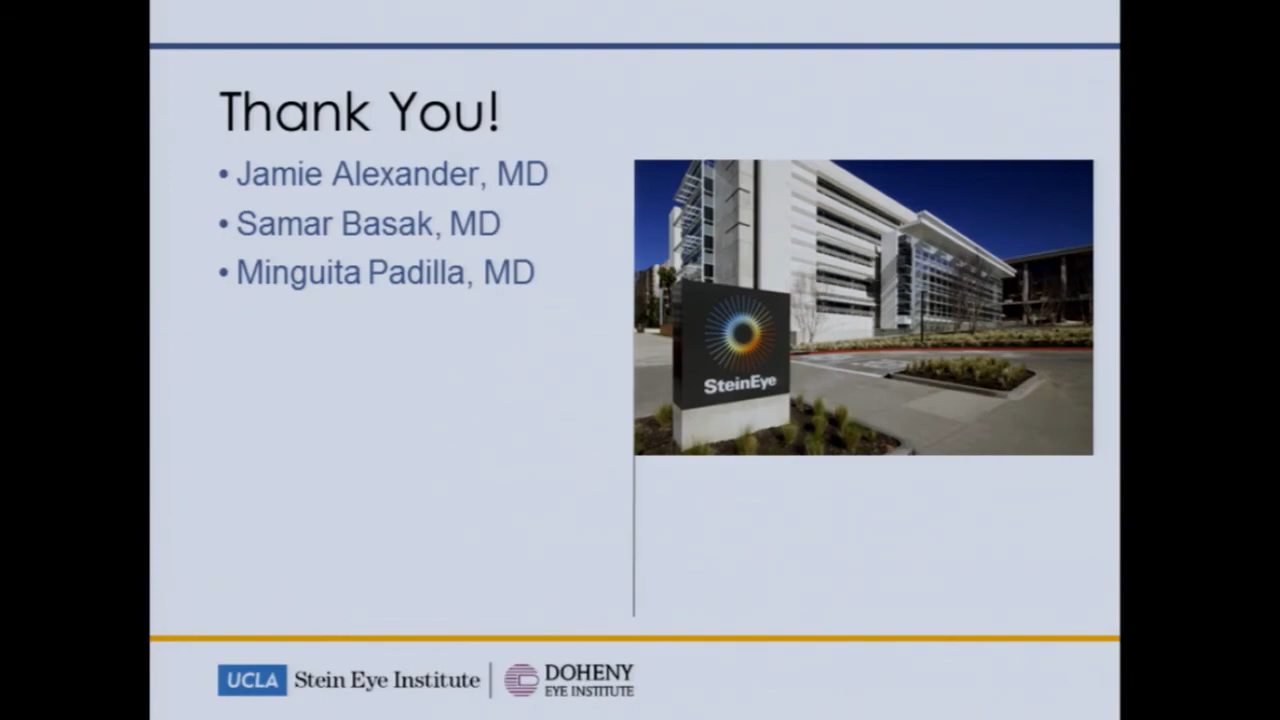 Thank You!
• Jamie Alexander, MD
• Samar Basak, MD
• Minguita Padilla, MD
SteinEye
UCLA Stein Eye Institute
DOHENY
EYE INSTITUTE